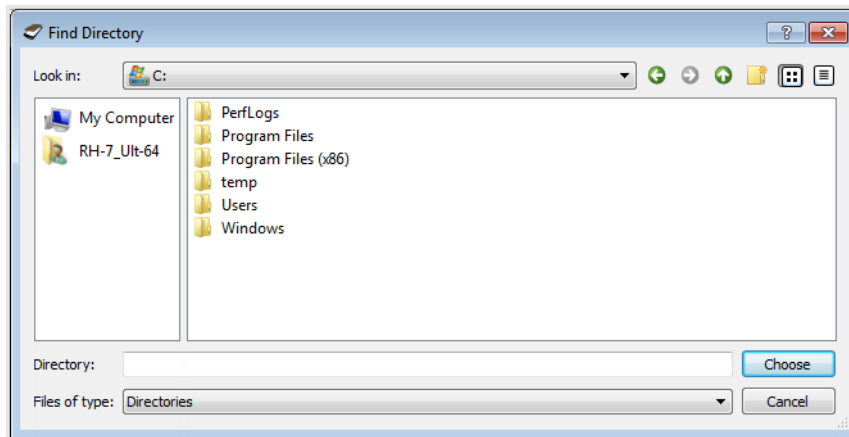 Find Directory
Look in:
C:
My Computer
RH-7_Ult-64
PerfLogs
Program Files
Program Files (x86)
temp
Users
Windows
Directory:
Choose
Files of type:
Directories
Cancel